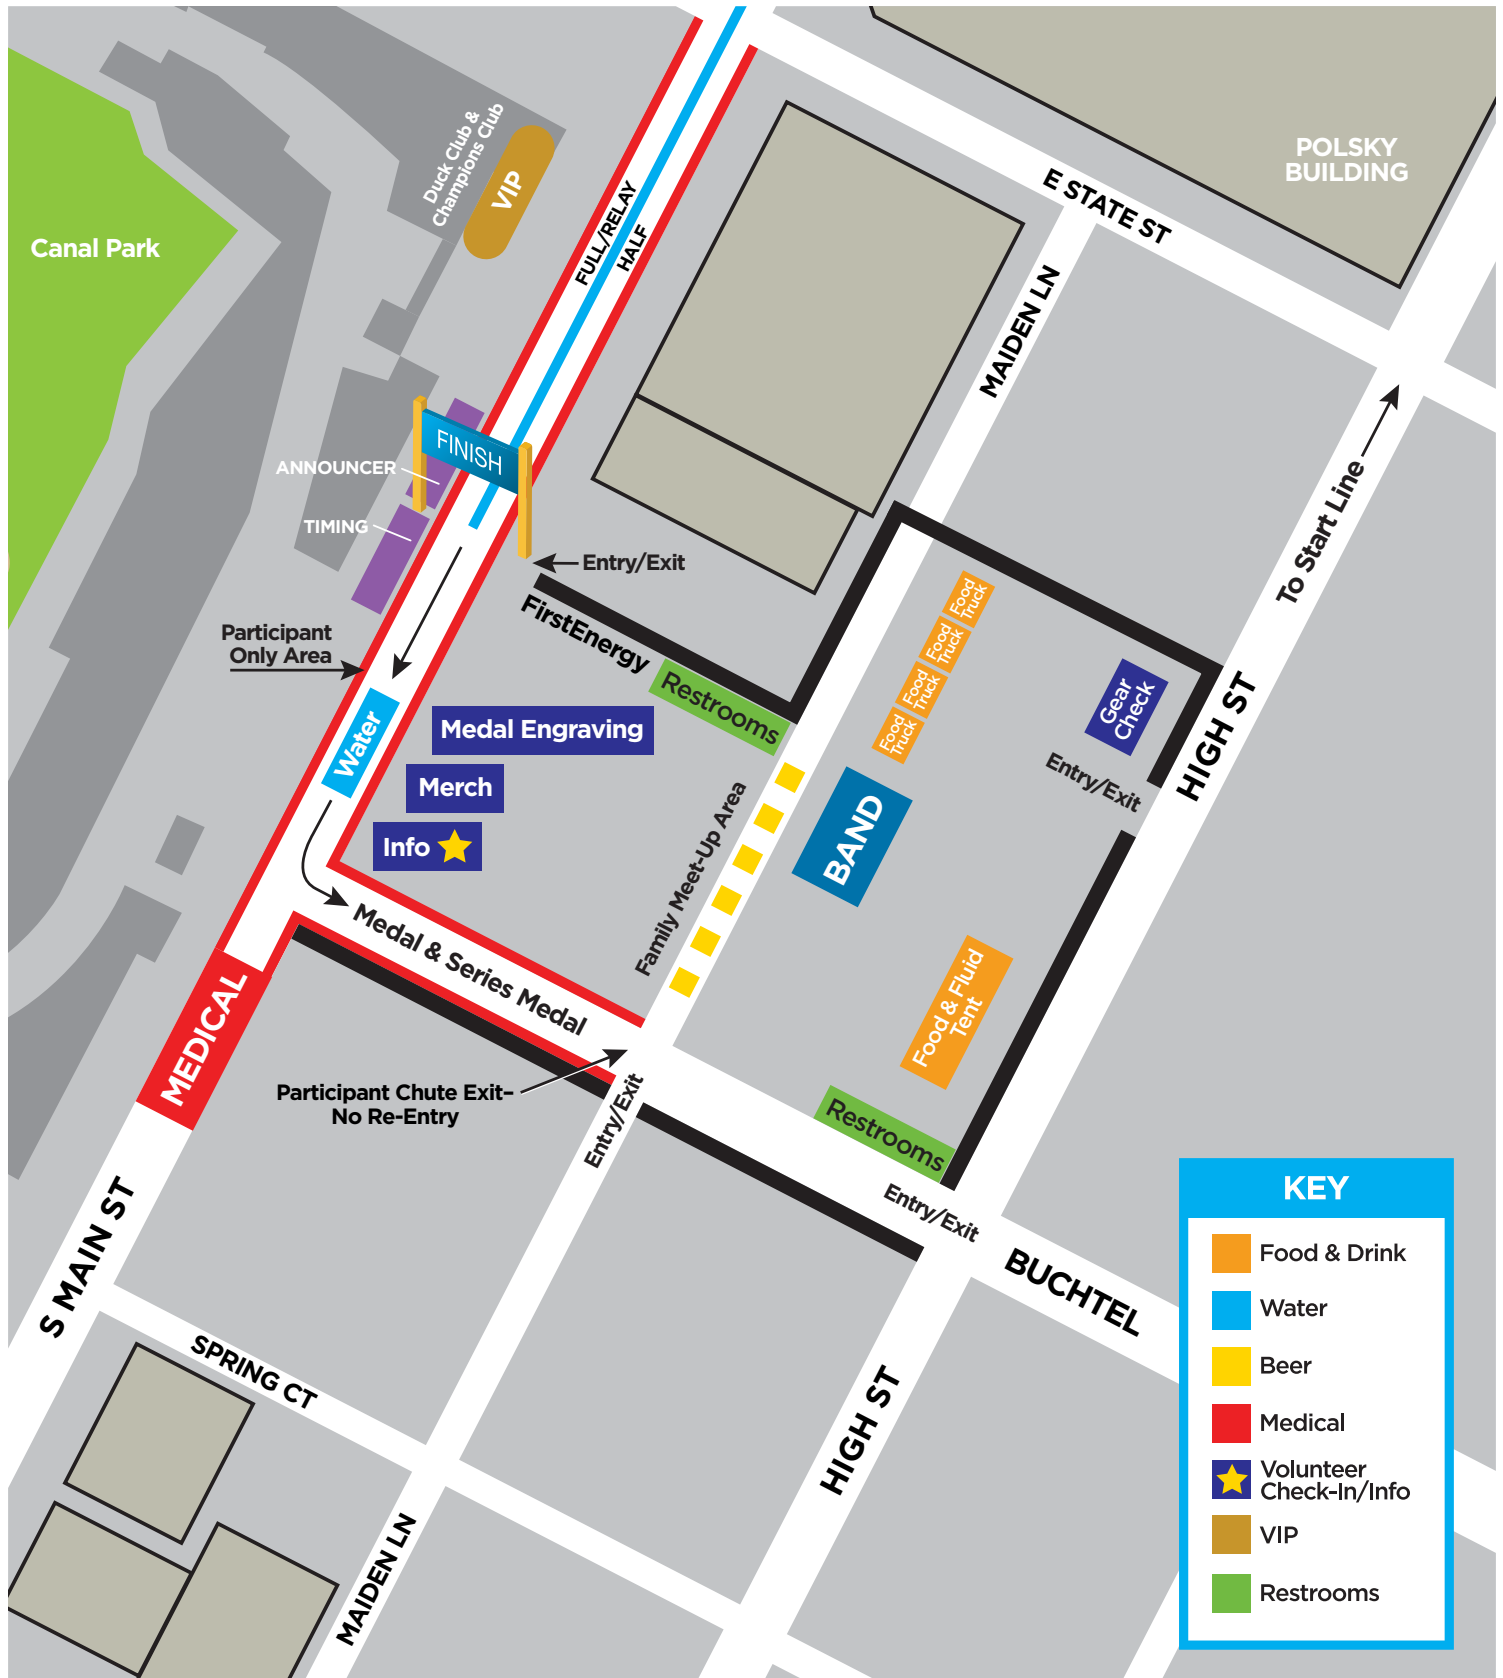 POLSKY
BUILDING
E STATE ST
Duck Club &
Champions Club
VIP
FULL/RELAY
HALF
Canal Park
MAIDEN LN
FINISH
ANNOUNCER
TIMING
Entry/Exit
To Start Line
FirstEnergy
Food
Truck
Food
Truck
Food
Truck
Food
Truck
Participant
Only Area
Restrooms
Gear
Check
HIGH ST
Water
Medal Engraving
Merch
Info
Entry/Exit
Family Meet-Up Area
BAND
Medal & Series Medal
Food & Fluid
Tent
MEDICAL
Participant Chute Exit–
No Re-Entry
Entry/Exit
Restrooms
Entry/Exit
S MAIN ST
BUCHTEL
SPRING CT
HIGH ST
MAIDEN LN
KEY
Food & Drink
Water
Beer
Medical
Volunteer
Check-In/Info
VIP
Restrooms